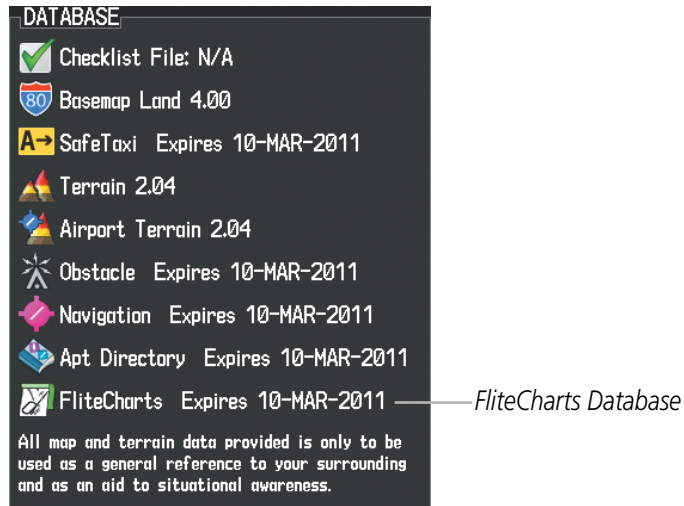 DATABASE
Checklist File: N/A
80 Basemap Land 4.00
A→ SafeTaxi Expires 10-MAR-2011
Terrain 2.04
Airport Terrain 2.04
Obstacle Expires 10-MAR-2011
Navigation Expires 10-MAR-2011
Apt Directory Expires 10-MAR-2011
FliteCharts Expires 10-MAR-2011
FliteCharts Database
All map and terrain data provided is only to be
used as a general reference to your surrounding
and as an aid to situational awareness.